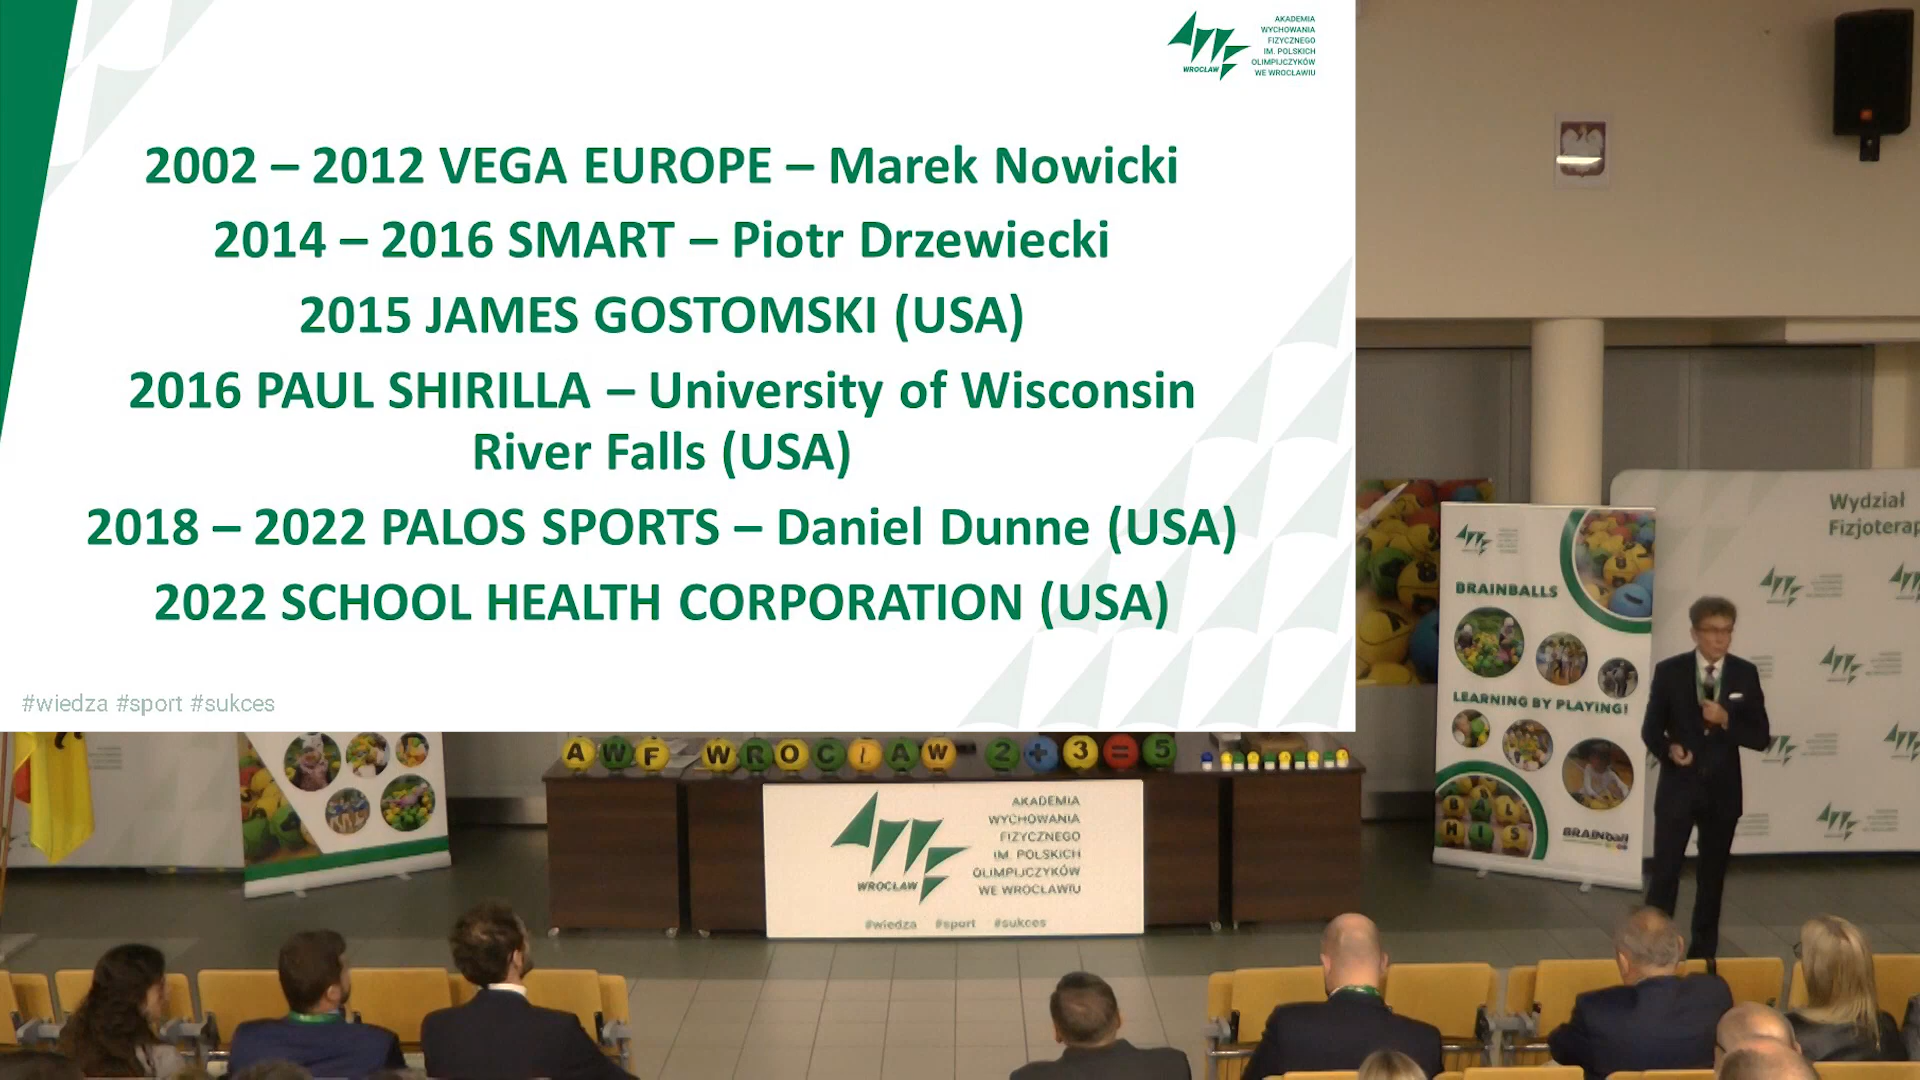 AKADEMIA
WYCHOWANIA
FIZYCZNEGO
IM. POLSKICH
OLIMPIJCZYKÓW
WE WROCŁAWIU
WROCŁAW
2002 – 2012 VEGA EUROPE – Marek Nowicki
2014 – 2016 SMART – Piotr Drzewiecki
2015 JAMES GOSTOMSKI (USA)
2016 PAUL SHIRILLA – University of Wisconsin
River Falls (USA)
2018 – 2022 PALOS SPORTS – Daniel Dunne (USA)
2022 SCHOOL HEALTH CORPORATION (USA)
#wiedza #sport #sukces
Wydział
BRAINBALLS
LEARNING BY PLAYING!
BRAINball
AWF WROCŁAW 2+3=5
AKADEMIA
WYCHOWANIA
FIZYCZNEGO
IM. POLSKICH
OLIMPIJCZYKÓW
WE WROCŁAWIU
WROCŁAW
#wiedza #sport #sukces